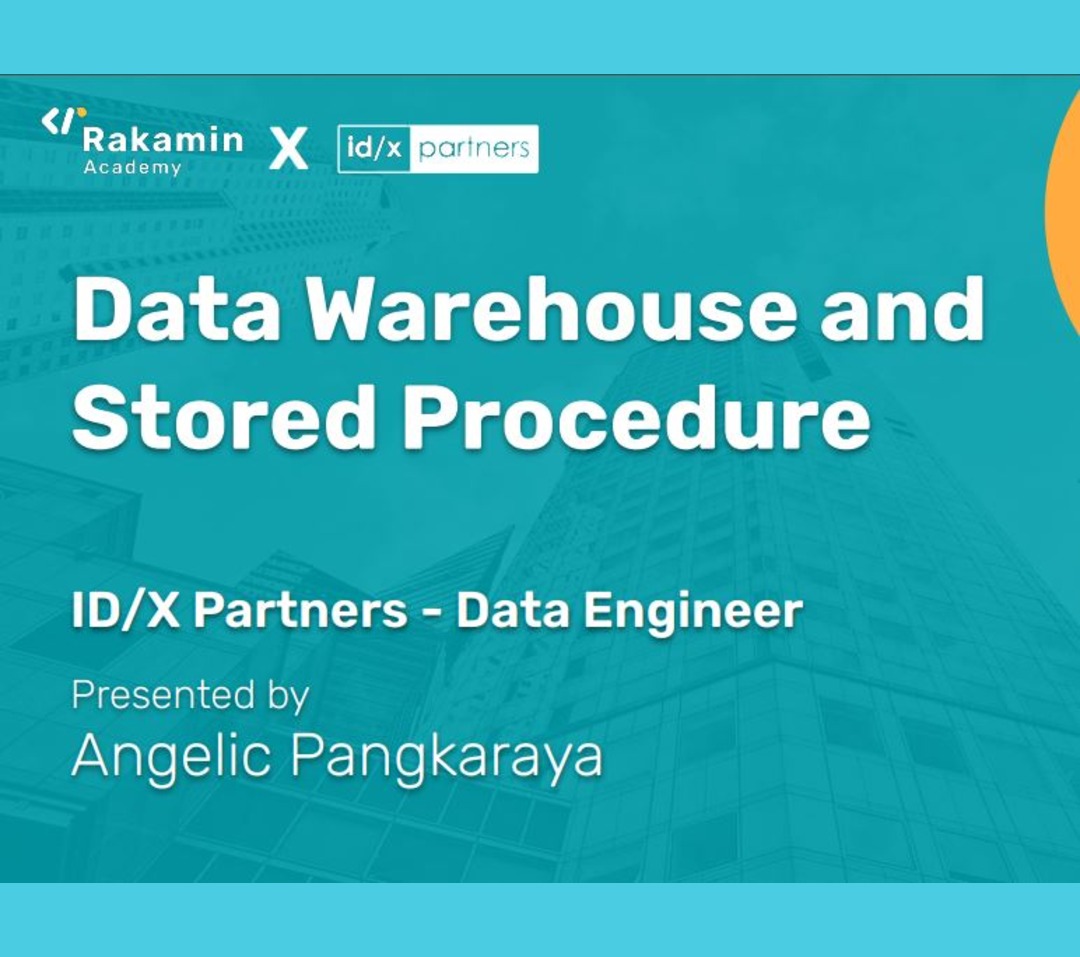 Rakamin
Academy
X
id/x partners
Data Warehouse and
Stored Procedure
ID/X Partners - Data Engineer
Presented by
Angelic Pangkaraya